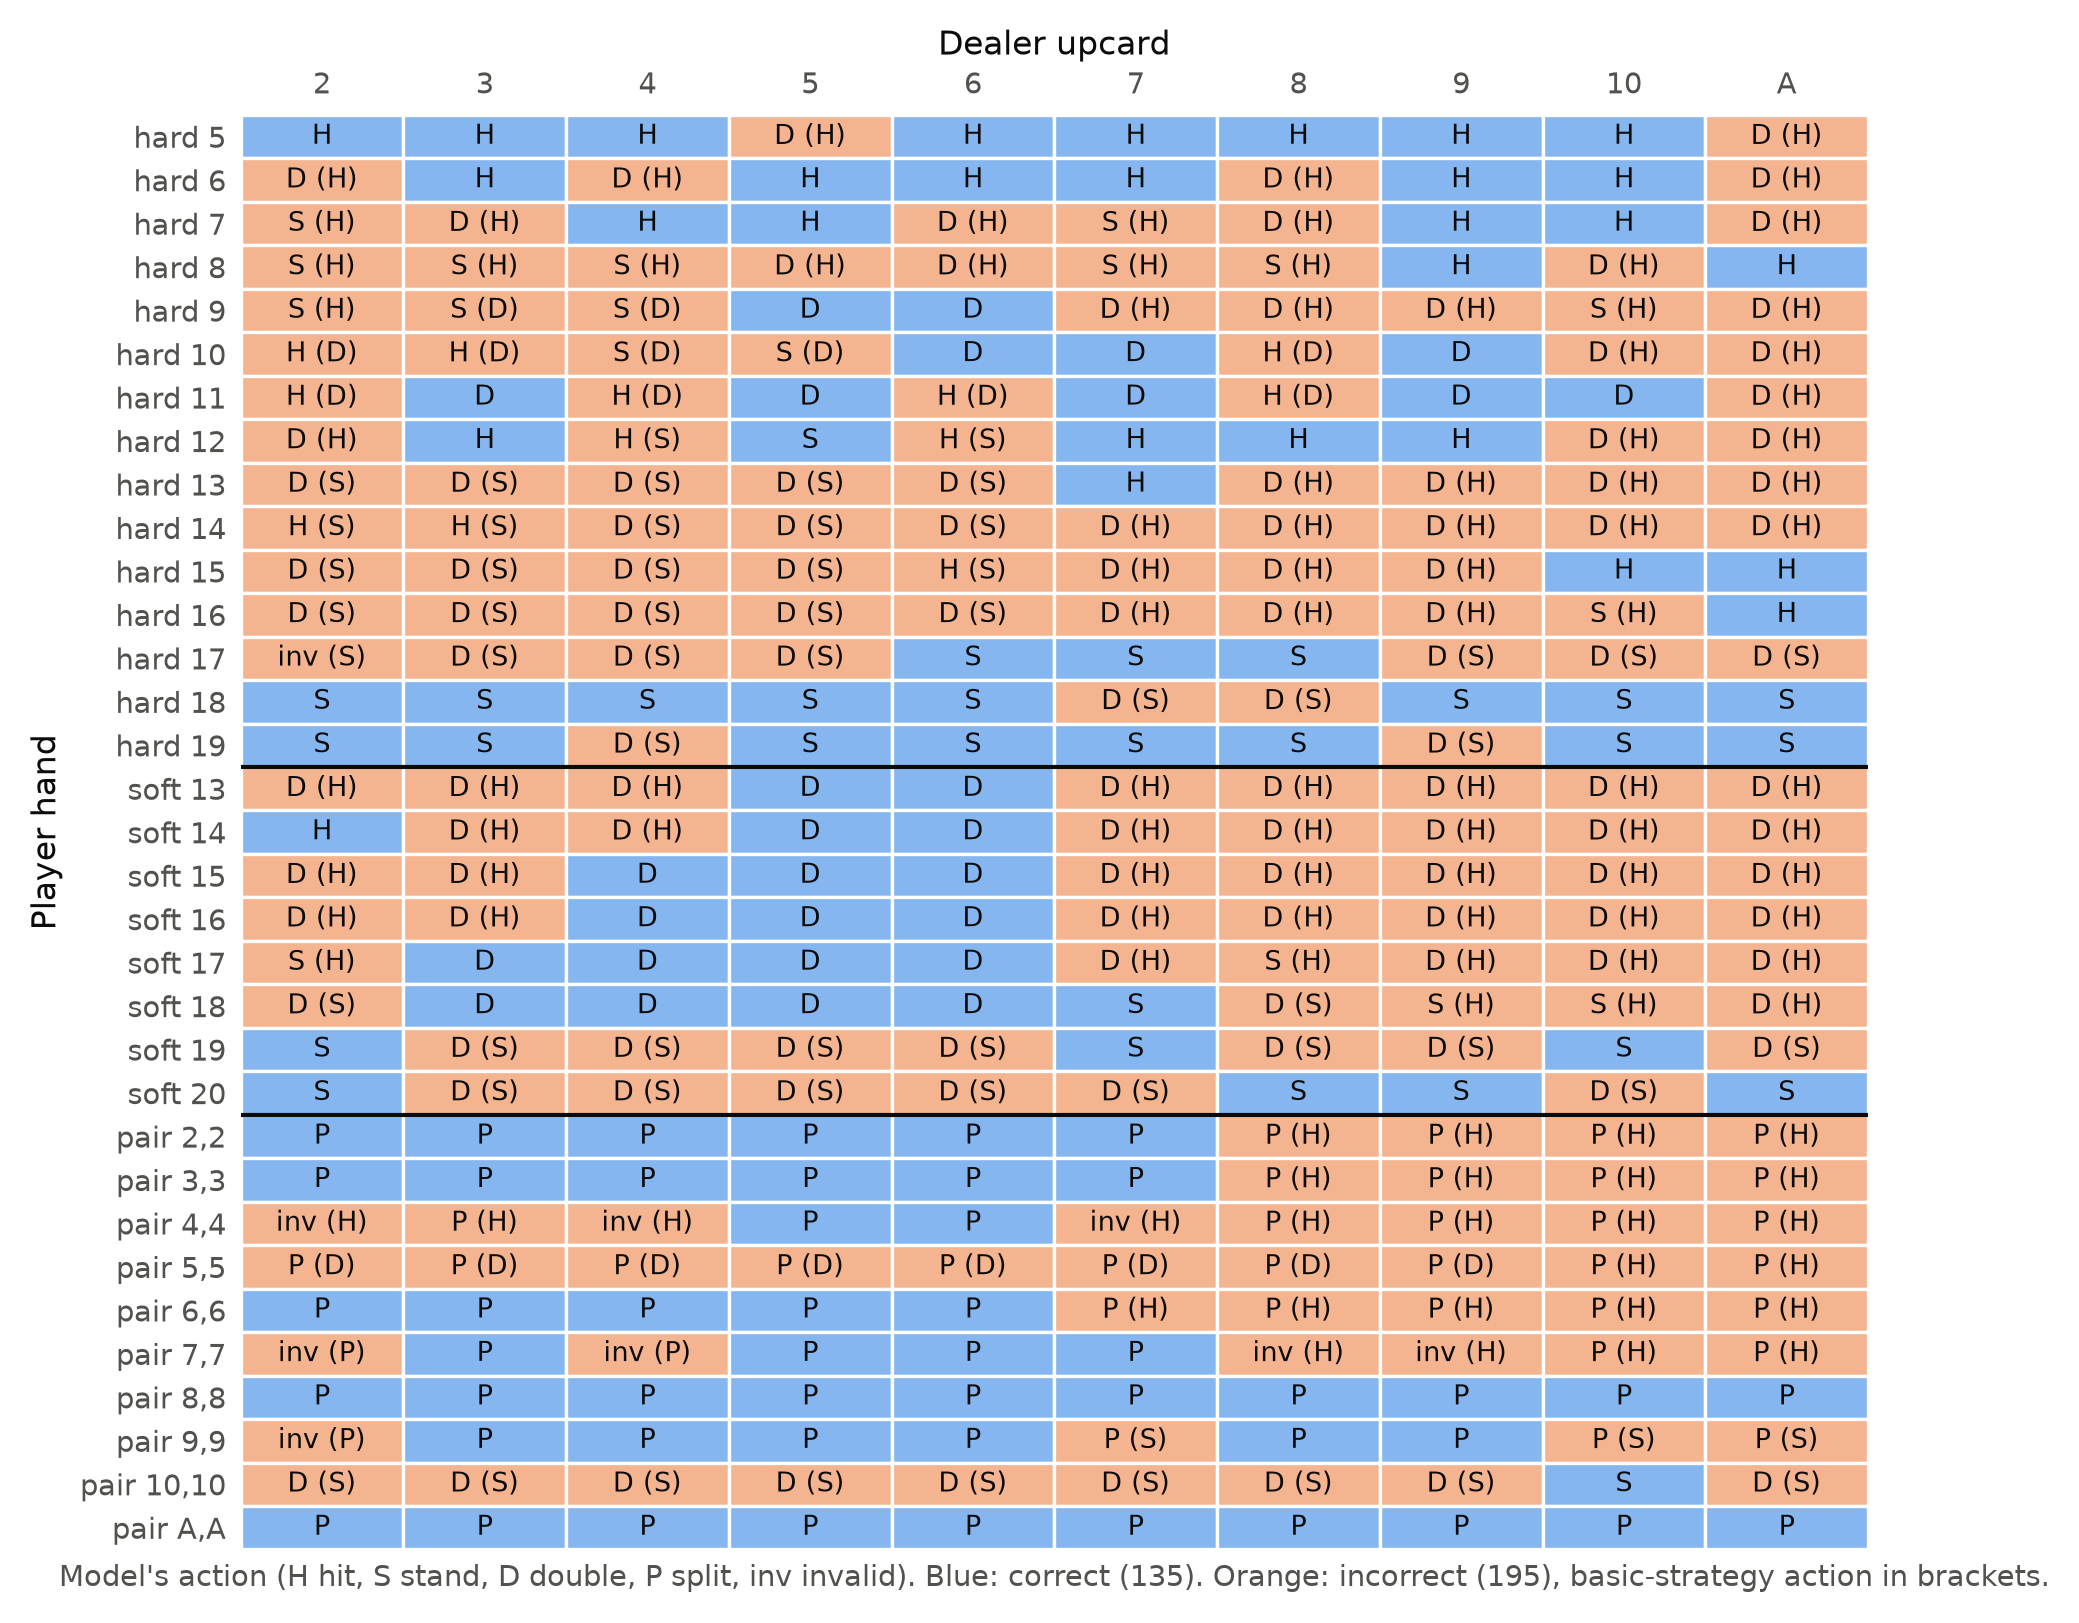 Dealer upcard
2 3 4 5 6 7 8 9 10 A
hard 5 H H H D (H) H H H H H D (H)
hard 6 D (H) H D (H) H H H D (H) H H D (H)
hard 7 S (H) D (H) H H D (H) S (H) D (H) H H D (H)
hard 8 S (H) S (H) S (H) D (H) D (H) S (H) S (H) H D (H) H
hard 9 S (H) S (D) S (D) D D D (H) D (H) D (H) S (H) D (H)
hard 10 H (D) H (D) S (D) S (D) D D H (D) D D (H) D (H)
hard 11 H (D) D H (D) D H (D) D H (D) D D D (H)
hard 12 D (H) H H (S) S H (S) H H H D (H) D (H)
hard 13 D (S) D (S) D (S) D (S) D (S) H D (H) D (H) D (H) D (H)
hard 14 H (S) H (S) D (S) D (S) D (S) D (H) D (H) D (H) D (H) D (H)
hard 15 D (S) D (S) D (S) D (S) H (S) D (H) D (H) D (H) H H
hard 16 D (S) D (S) D (S) D (S) D (S) D (H) D (H) D (H) S (H) H
hard 17 inv (S) D (S) D (S) D (S) S S S D (S) D (S) D (S)
hard 18 S S S S S D (S) D (S) S S S
hard 19 S S D (S) S S S S D (S) S S
soft 13 D (H) D (H) D (H) D D D (H) D (H) D (H) D (H) D (H)
soft 14 H D (H) D (H) D D D (H) D (H) D (H) D (H) D (H)
soft 15 D (H) D (H) D D D D (H) D (H) D (H) D (H) D (H)
soft 16 D (H) D (H) D D D D (H) D (H) D (H) D (H) D (H)
soft 17 S (H) D D D D D (H) S (H) D (H) D (H) D (H)
soft 18 D (S) D D D D S D (S) S (H) S (H) D (H)
soft 19 S D (S) D (S) D (S) D (S) S D (S) D (S) S D (S)
soft 20 S D (S) D (S) D (S) D (S) D (S) S S D (S) S
pair 2,2 P P P P P P P (H) P (H) P (H) P (H)
pair 3,3 P P P P P P P (H) P (H) P (H) P (H)
pair 4,4 inv (H) P (H) inv (H) P P inv (H) P (H) P (H) P (H) P (H)
pair 5,5 P (D) P (D) P (D) P (D) P (D) P (D) P (D) P (D) P (H) P (H)
pair 6,6 P P P P P P (H) P (H) P (H) P (H) P (H)
pair 7,7 inv (P) P inv (P) P P P inv (H) inv (H) P (H) P (H)
pair 8,8 P P P P P P P P P P
pair 9,9 inv (P) P P P P P (S) P P P (S) P (S)
pair 10,10 D (S) D (S) D (S) D (S) D (S) D (S) D (S) D (S) S D (S)
pair A,A P P P P P P P P P P
Player hand
Model's action (H hit, S stand, D double, P split, inv invalid). Blue: correct (135). Orange: incorrect (195), basic-strategy action in brackets.